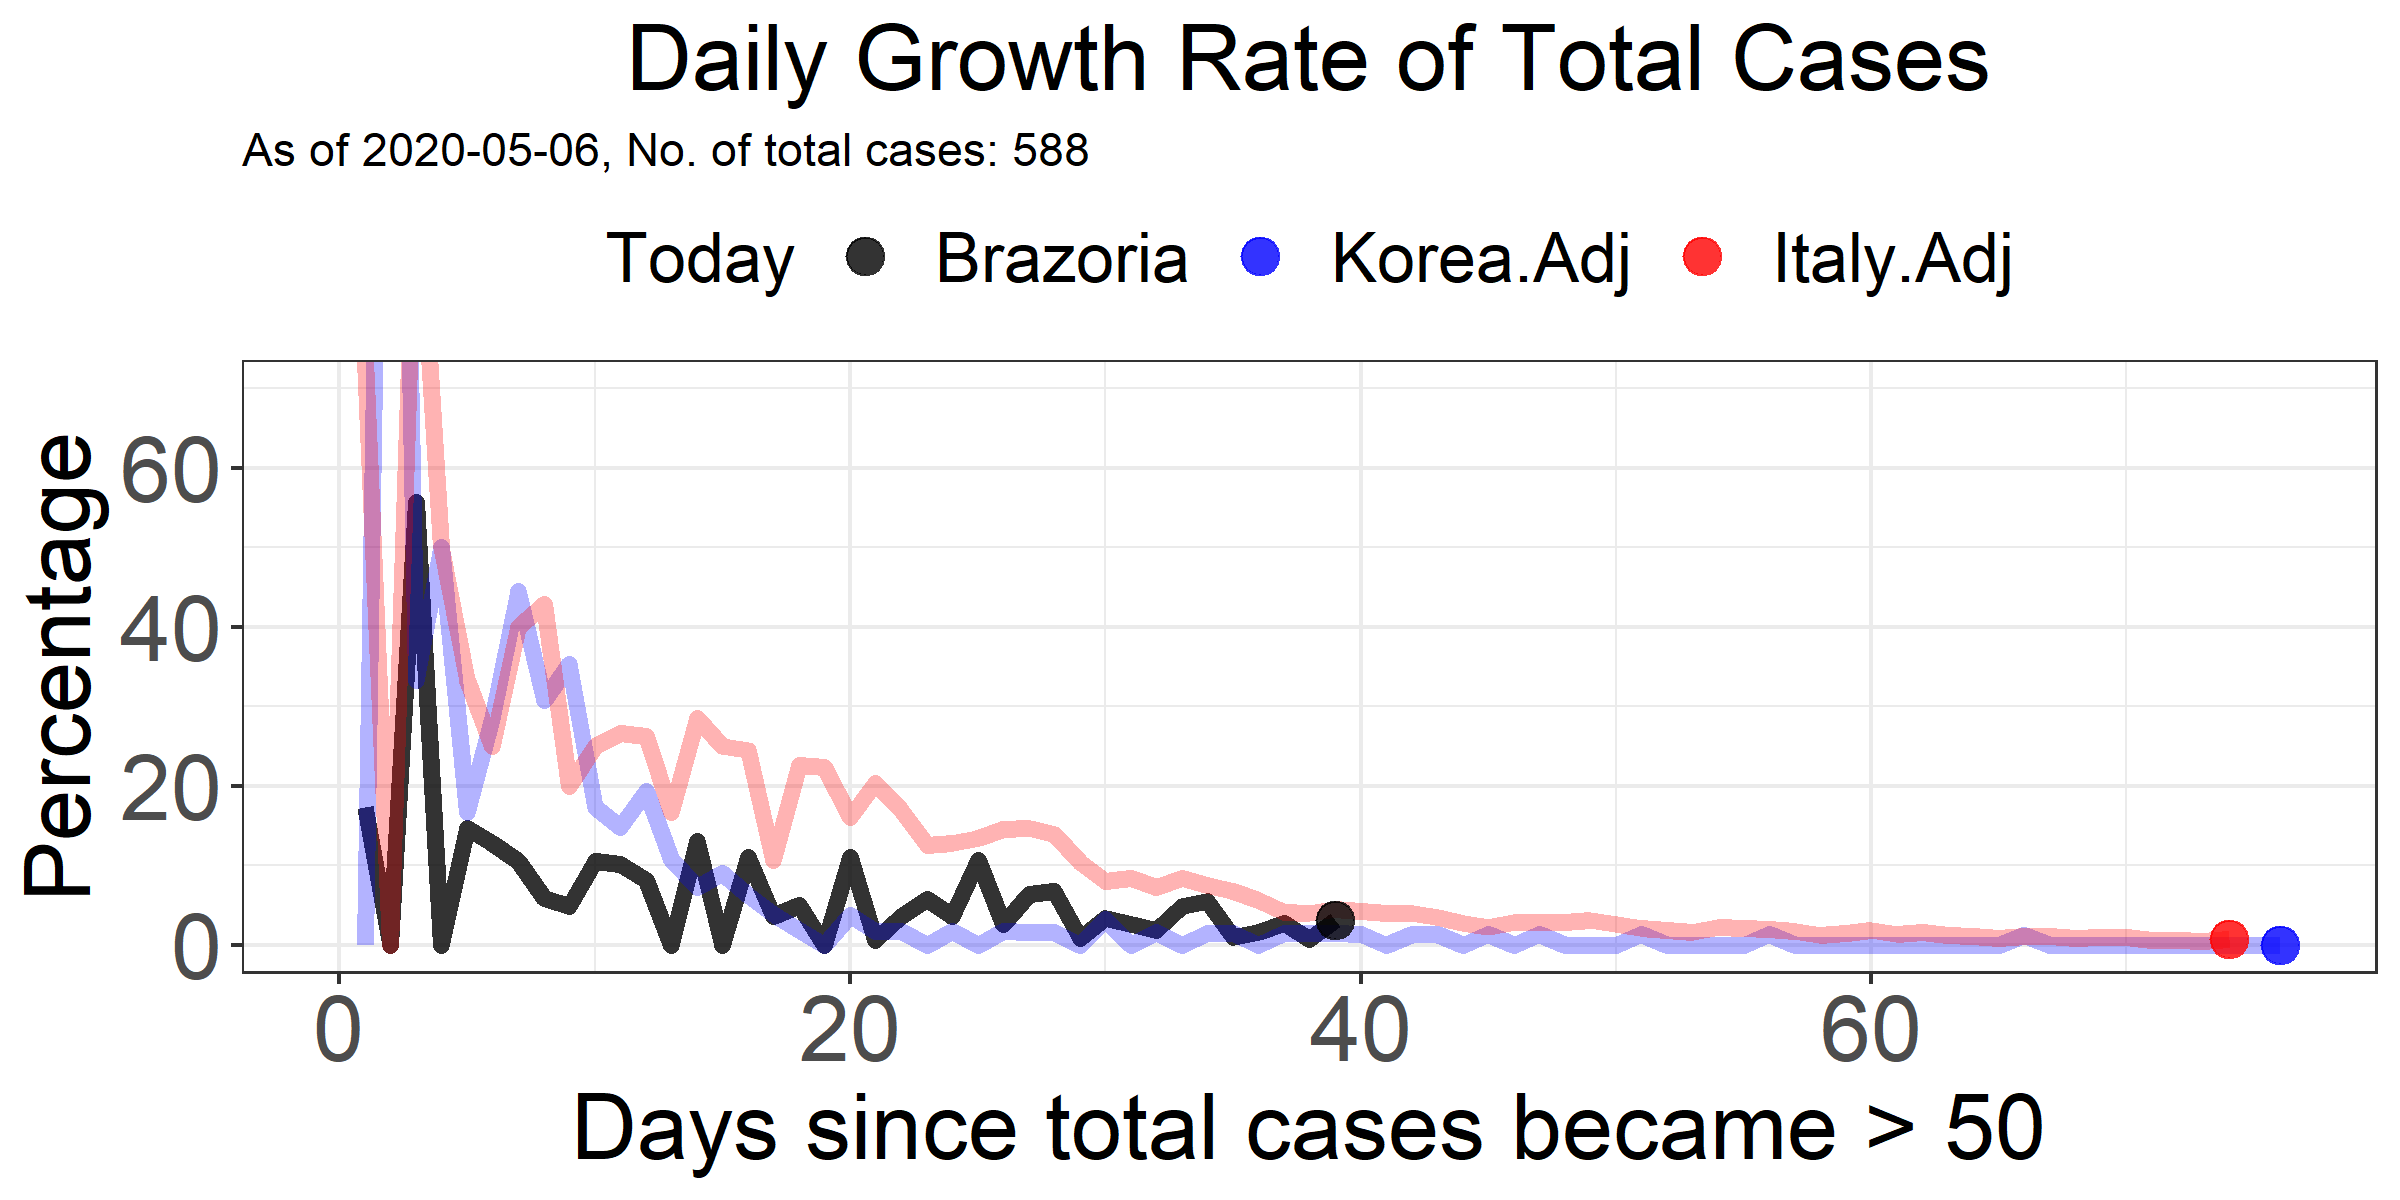 Daily Growth Rate of Total Cases
As of 2020-05-06, No. of total cases: 588
Today Brazoria Korea.Adj Italy.Adj
Percentage
60
40
20
0
0 20 40 60
Days since total cases became > 50